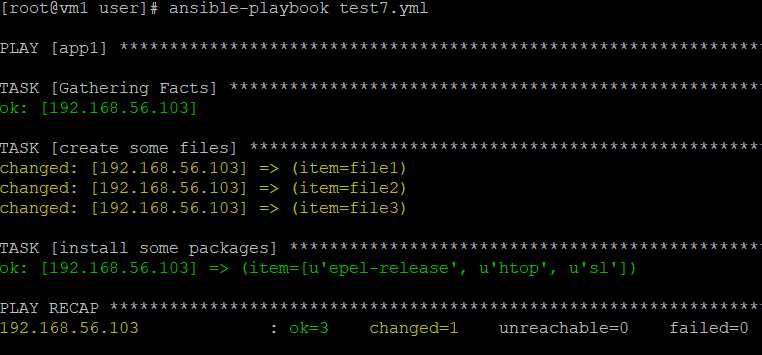 [root@vm1 user]# ansible-playbook test7.yml
PLAY [app1] *****************************************************************
TASK [Gathering Facts] *****************************************************
ok: [192.168.56.103]
TASK [create some files] ***************************************************
changed: [192.168.56.103] => (item=file1)
changed: [192.168.56.103] => (item=file2)
changed: [192.168.56.103] => (item=file3)
TASK [install some packages] ***********************************************
ok: [192.168.56.103] => (item=[u'epel-release', u'htop', u'sl'])
PLAY RECAP *****************************************************************
192.168.56.103             : ok=3    changed=1    unreachable=0    failed=0